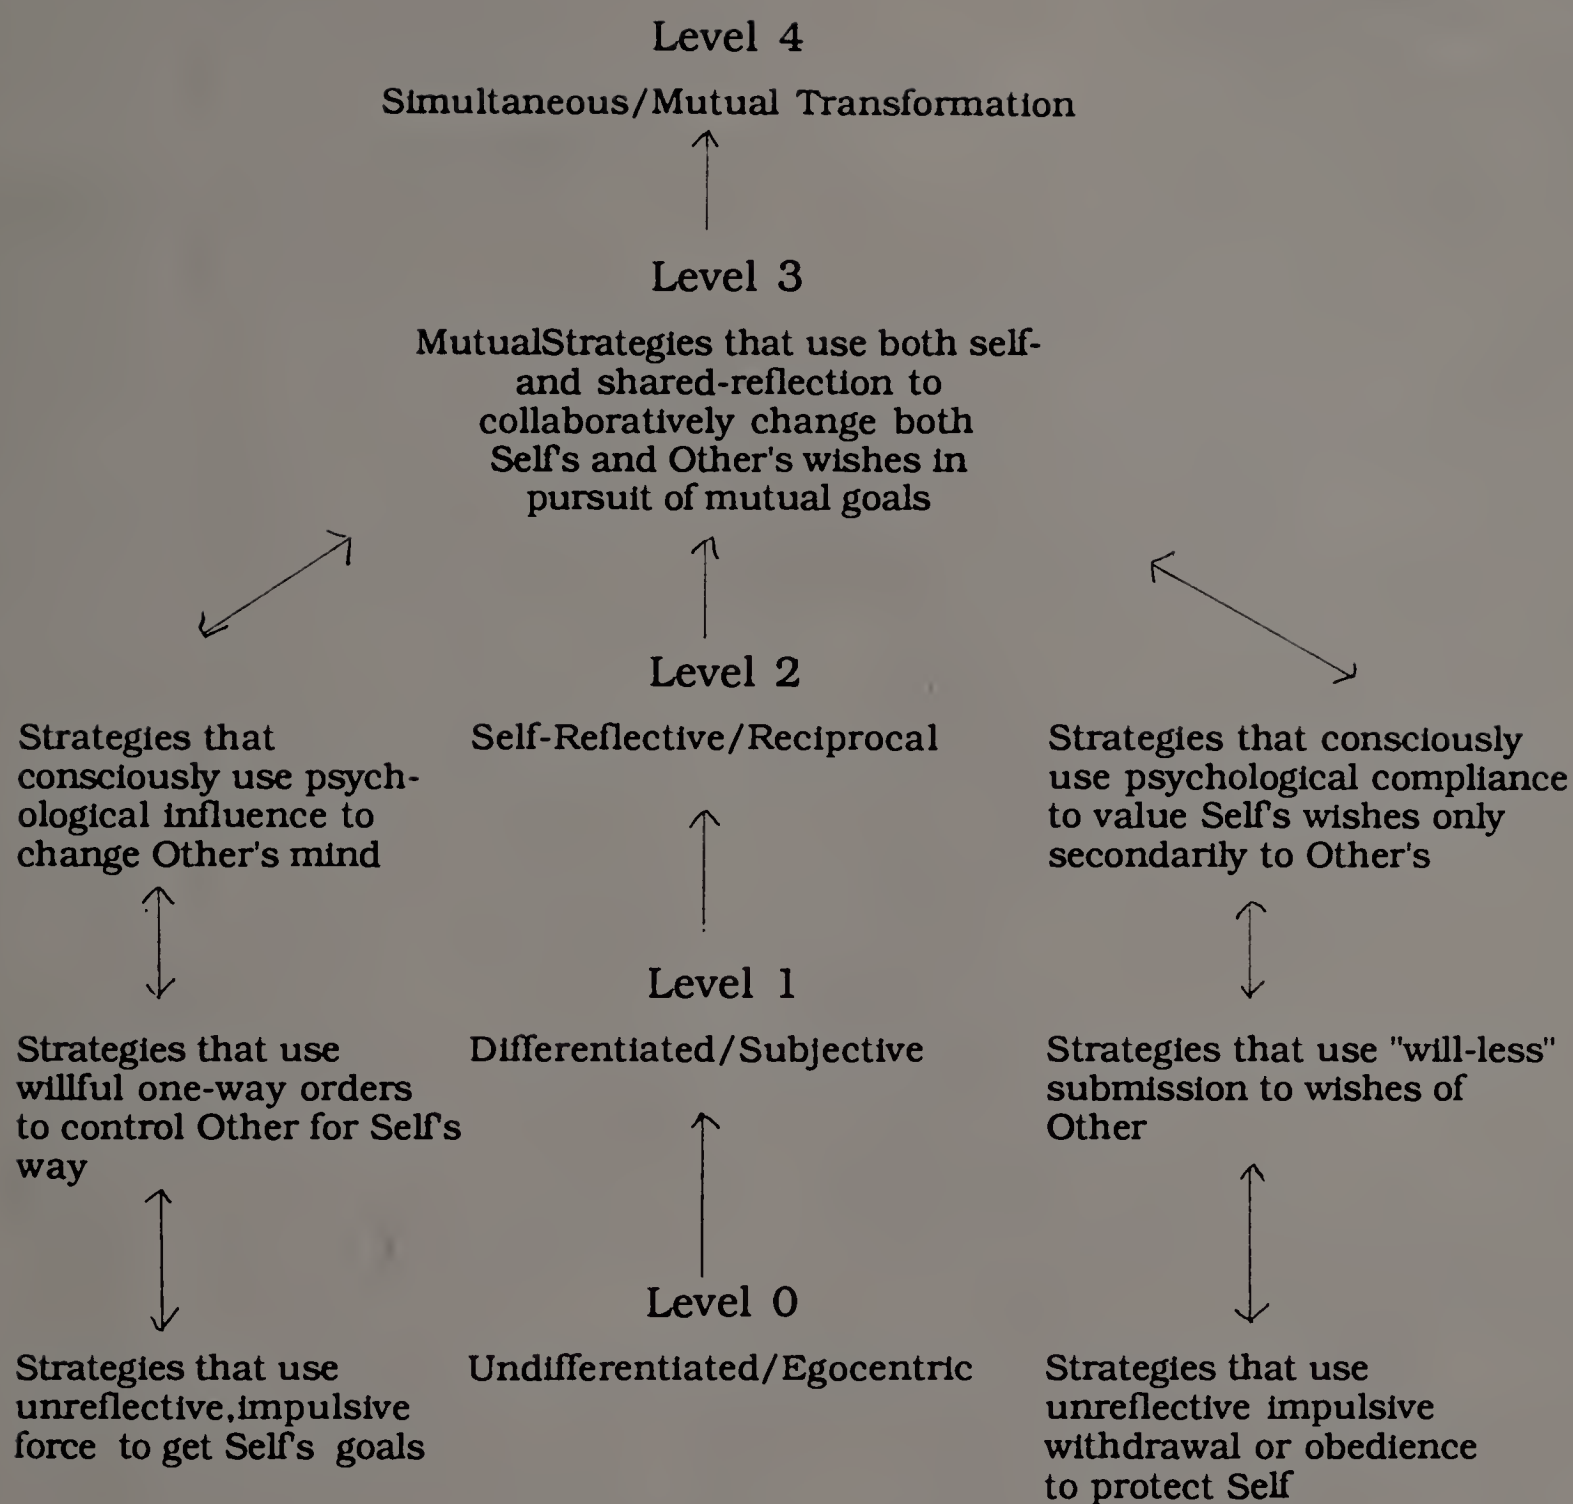 Level 4
Simultaneous/Mutual Transformation
Level 3
MutualStrategies that use both self-
and shared-reflection to
collaboratively change both
Self's and Other's wishes in
pursuit of mutual goals
Level 2
Strategies that
consciously use psych-
ological influence to
change Other's mind
Self-Reflective/Reciprocal
Strategies that consciously
use psychological compliance
to value Self's wishes only
secondarily to Other's
Level 1
Strategies that use
willful one-way orders
to control Other for Self's
way
Differentiated/Subjective
Strategies that use "will-less"
submission to wishes of
Other
Level 0
Strategies that use
unreflective,impulsive
force to get Self's goals
Undifferentiated/Egocentric
Strategies that use
unreflective impulsive
withdrawal or obedience
to protect Self